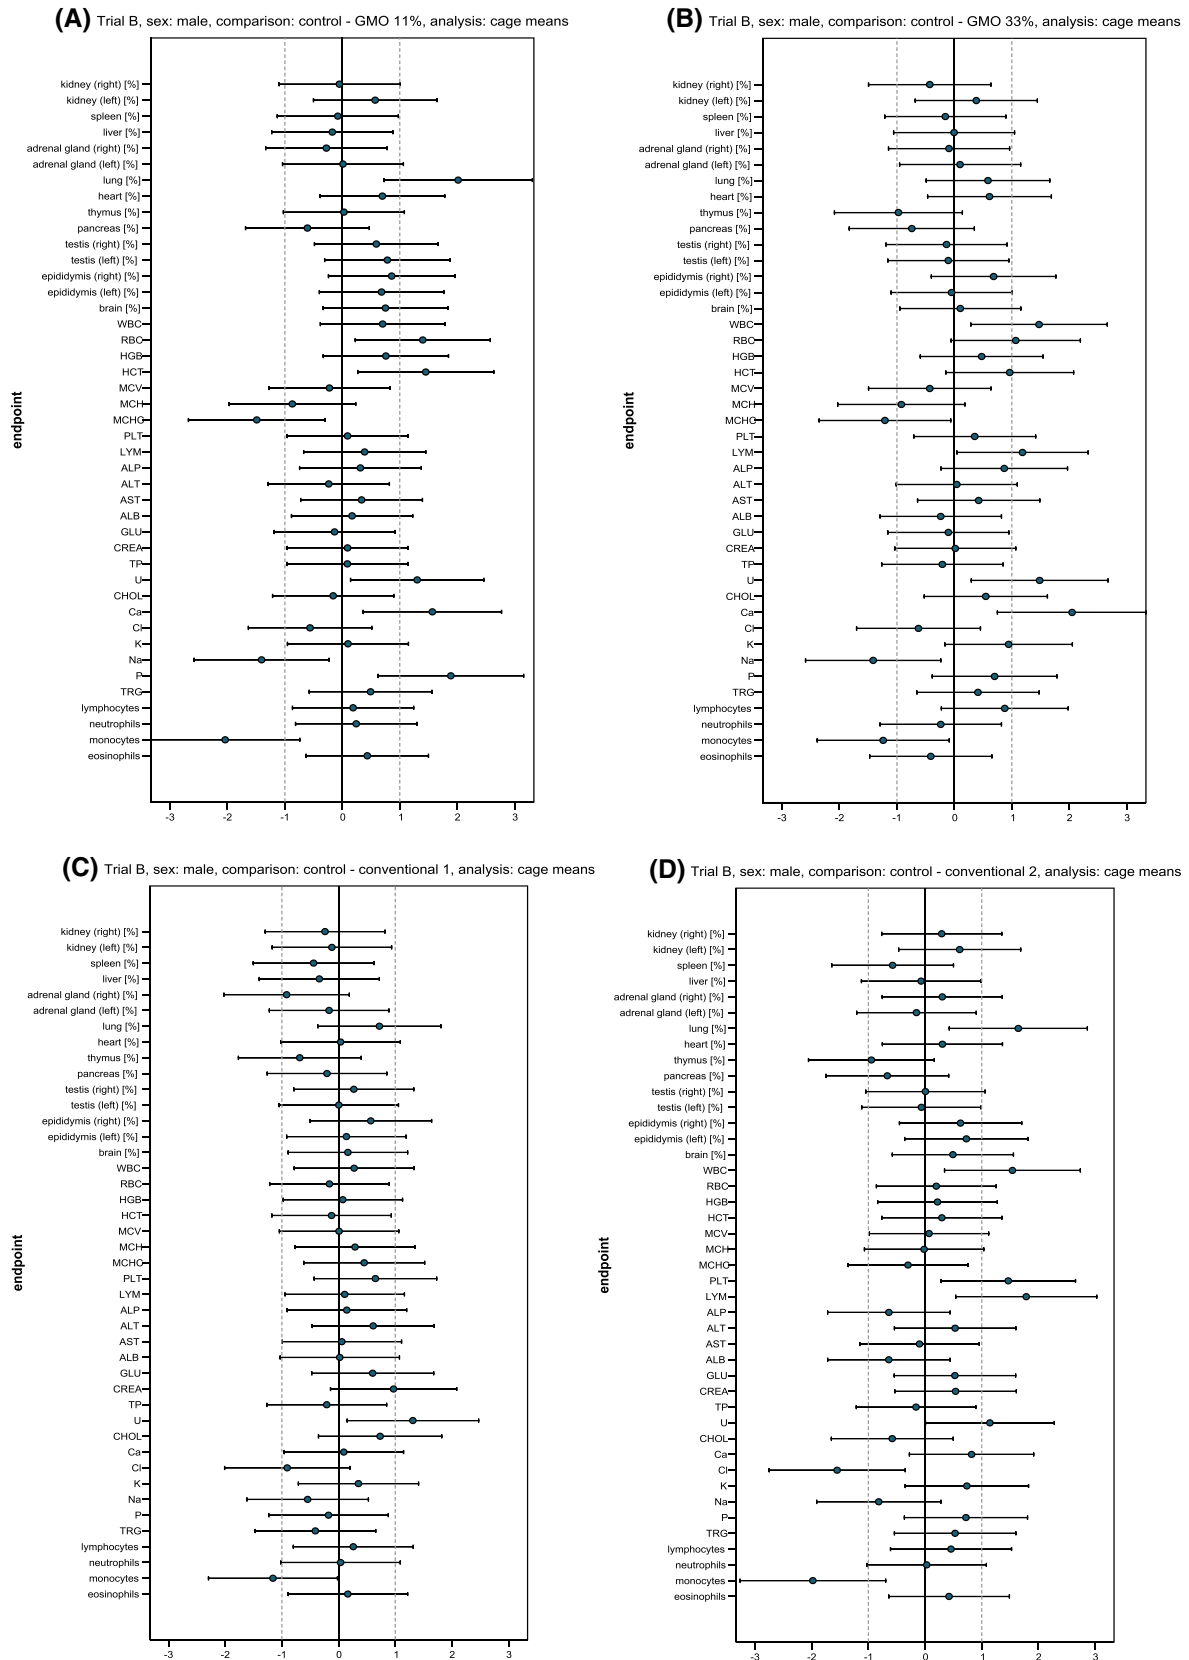 (A) Trial B, sex: male, comparison: control - GMO 11%, analysis: cage means
endpoint
kidney (right) [%]
kidney (left) [%]
spleen [%]
liver [%]
adrenal gland (right) [%]
adrenal gland (left) [%]
lung [%]
heart [%]
thymus [%]
pancreas [%]
testis (right) [%]
testis (left) [%]
epididymis (right) [%]
epididymis (left) [%]
brain [%]
WBC
RBC
HGB
HCT
MCV
MCH
MCHC
PLT
LYM
ALP
ALT
AST
ALB
GLU
CREA
TP
U
CHOL
Ca
Cl
K
Na
P
TRG
lymphocytes
neutrophils
monocytes
eosinophils
-3 -2 -1 0 1 2 3
(B) Trial B, sex: male, comparison: control - GMO 33%, analysis: cage means
endpoint
kidney (right) [%]
kidney (left) [%]
spleen [%]
liver [%]
adrenal gland (right) [%]
adrenal gland (left) [%]
lung [%]
heart [%]
thymus [%]
pancreas [%]
testis (right) [%]
testis (left) [%]
epididymis (right) [%]
epididymis (left) [%]
brain [%]
WBC
RBC
HGB
HCT
MCV
MCH
MCHC
PLT
LYM
ALP
ALT
AST
ALB
GLU
CREA
TP
U
CHOL
Ca
Cl
K
Na
P
TRG
lymphocytes
neutrophils
monocytes
eosinophils
-3 -2 -1 0 1 2 3
(C) Trial B, sex: male, comparison: control - conventional 1, analysis: cage means
endpoint
kidney (right) [%]
kidney (left) [%]
spleen [%]
liver [%]
adrenal gland (right) [%]
adrenal gland (left) [%]
lung [%]
heart [%]
thymus [%]
pancreas [%]
testis (right) [%]
testis (left) [%]
epididymis (right) [%]
epididymis (left) [%]
brain [%]
WBC
RBC
HGB
HCT
MCV
MCH
MCHC
PLT
LYM
ALP
ALT
AST
ALB
GLU
CREA
TP
U
CHOL
Ca
Cl
K
Na
P
TRG
lymphocytes
neutrophils
monocytes
eosinophils
-3 -2 -1 0 1 2 3
(D) Trial B, sex: male, comparison: control - conventional 2, analysis: cage means
endpoint
kidney (right) [%]
kidney (left) [%]
spleen [%]
liver [%]
adrenal gland (right) [%]
adrenal gland (left) [%]
lung [%]
heart [%]
thymus [%]
pancreas [%]
testis (right) [%]
testis (left) [%]
epididymis (right) [%]
epididymis (left) [%]
brain [%]
WBC
RBC
HGB
HCT
MCV
MCH
MCHC
PLT
LYM
ALP
ALT
AST
ALB
GLU
CREA
TP
U
CHOL
Ca
Cl
K
Na
P
TRG
lymphocytes
neutrophils
monocytes
eosinophils
-3 -2 -1 0 1 2 3